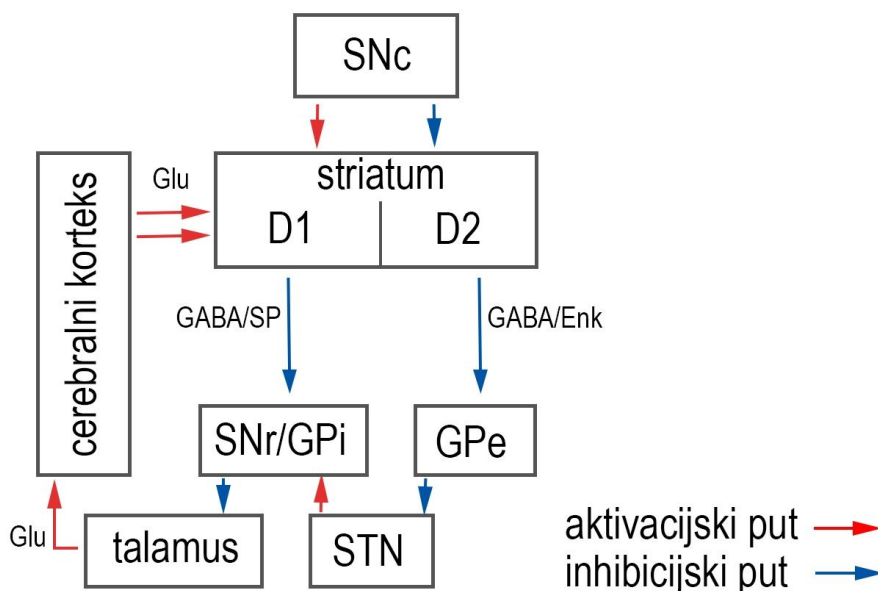 SNc
Glu
striatum
D1
D2
cerebralni korteks
GABA/SP
GABA/Enk
SNr/GPi
GPe
Glu
talamus
STN
aktivacijski put
inhibicijski put